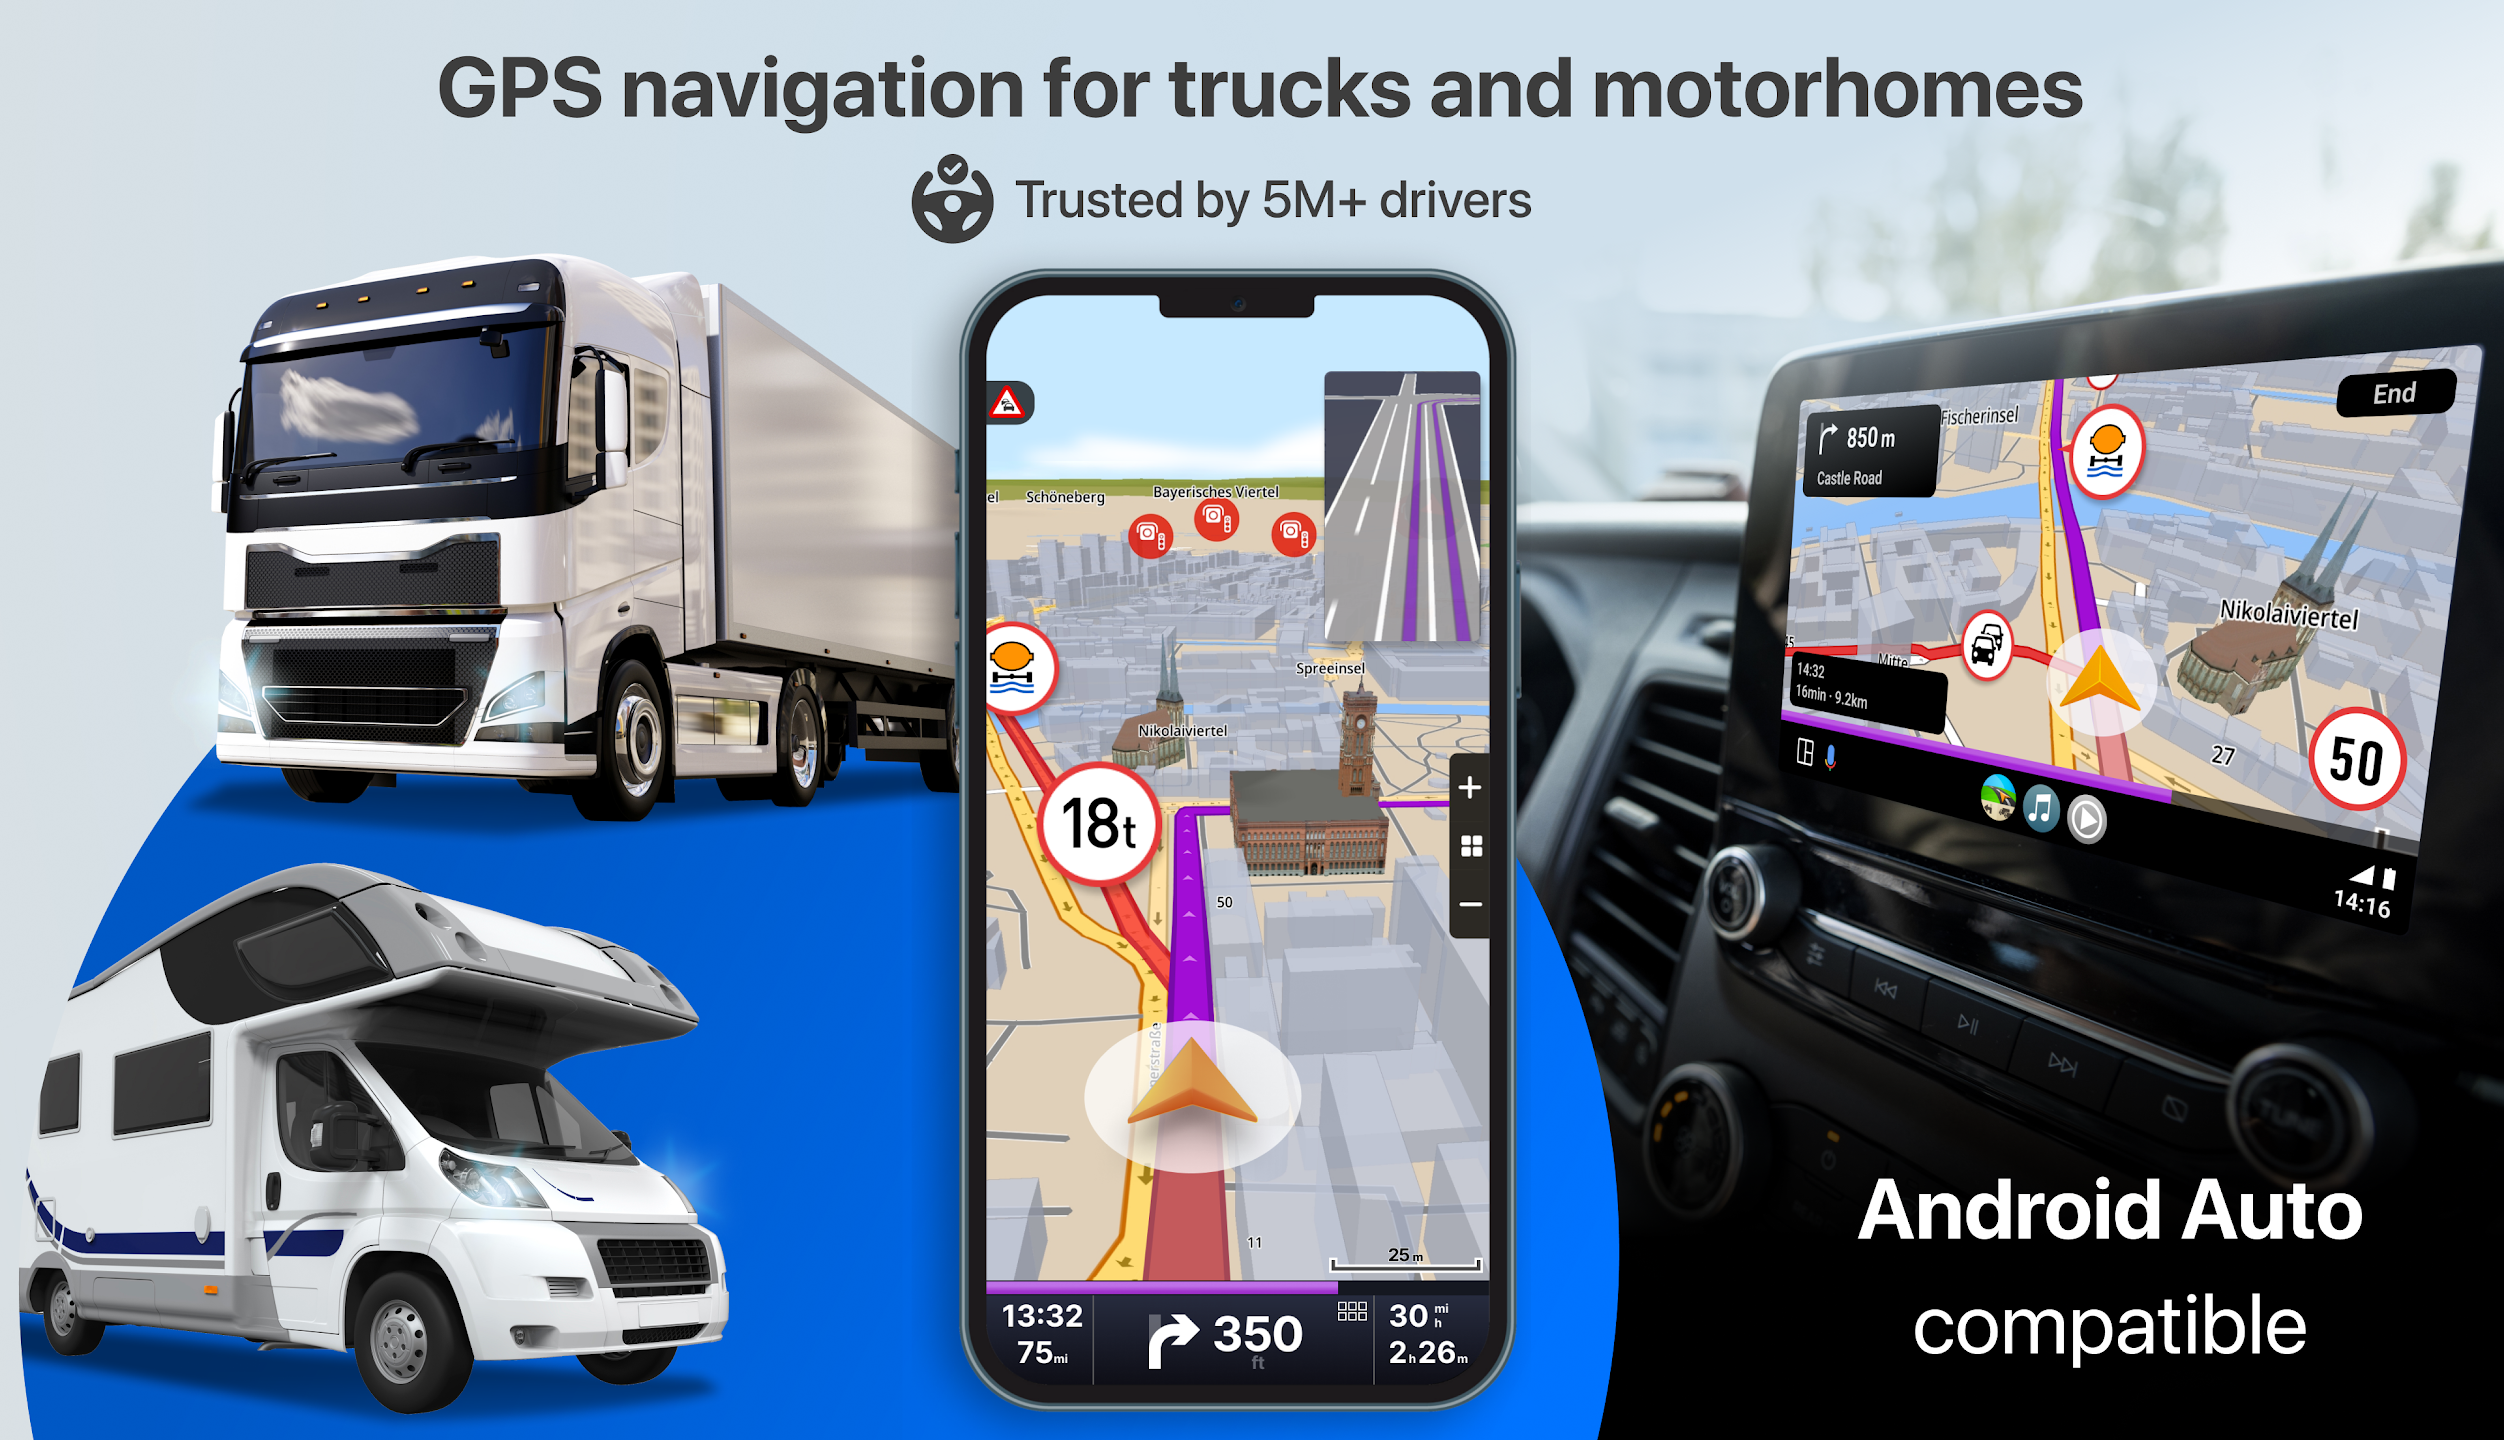 GPS navigation for trucks and motorhomes
Trusted by 5M+ drivers
el
Schöneberg
Bayerisches Viertel
Spreeinsel
Nikolaiviertel
18t
50
11
25 m
13:32
75mi
350
ft
30 mi
h
2h26m
850 m
Castle Road
Fischerinsel
End
Nikolaiviertel
Mitte
14:32
16min · 9.2km
27
50
14:16
TUNE
Android Auto
compatible